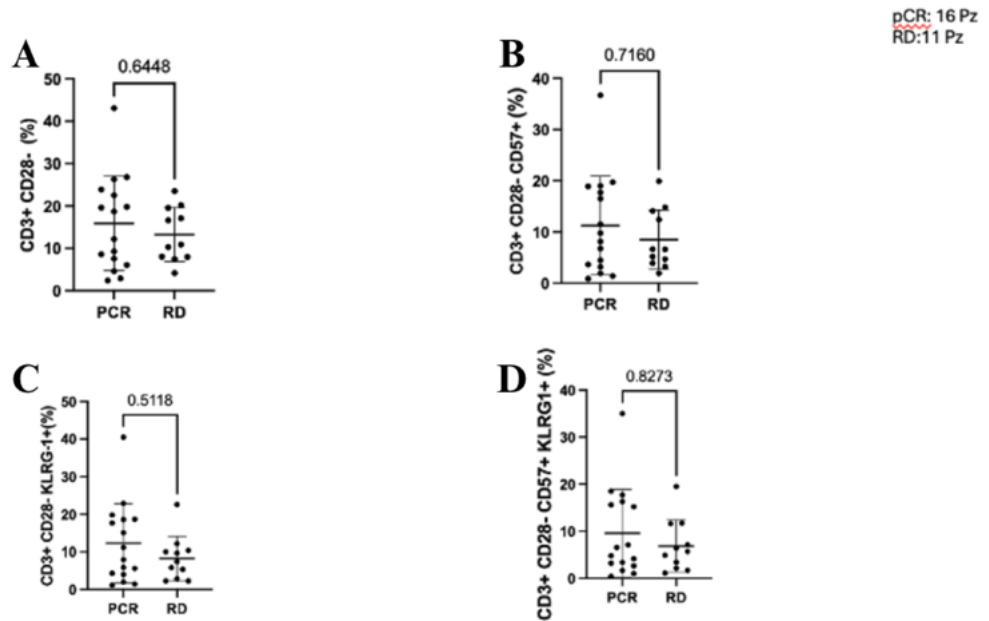 pCR: 16 Pz
RD:11 Pz
A
0.6448
CD3+ CD28- (%)
50
40
30
20
10
0
PCR RD
B
0.7160
CD3+ CD28- CD57+ (%)
40
30
20
10
0
PCR RD
C
0.5118
CD3+ CD28- KLRG-1+(%)
50
40
30
20
10
0
PCR RD
D
0.8273
CD3+ CD28- CD57+ KLRG1+ (%)
40
30
20
10
0
PCR RD